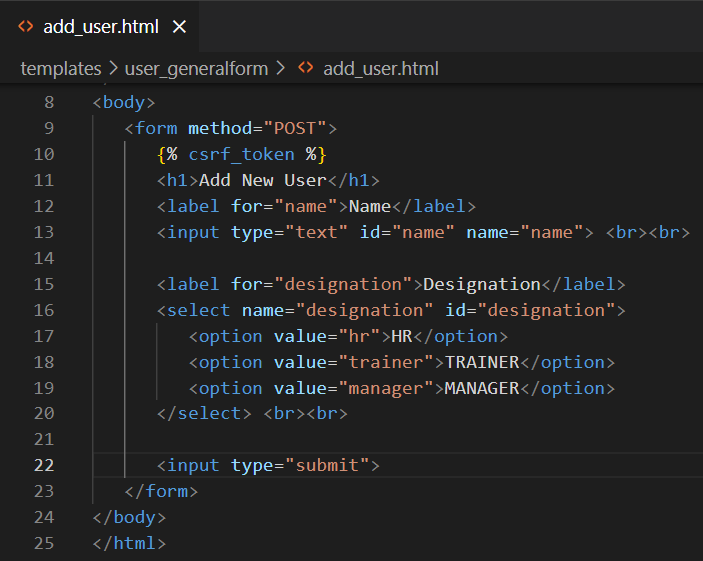 add_user.html
templates > user_generalform > add_user.html
8 <body>
9 <form method="POST">
10 {% csrf_token %}
11 <h1>Add New User</h1>
12 <label for="name">Name</label>
13 <input type="text" id="name" name="name"> <br><br>
14
15 <label for="designation">Designation</label>
16 <select name="designation" id="designation">
17 <option value="hr">HR</option>
18 <option value="trainer">TRAINER</option>
19 <option value="manager">MANAGER</option>
20 </select> <br><br>
21
22 <input type="submit">
23 </form>
24 </body>
25 </html>